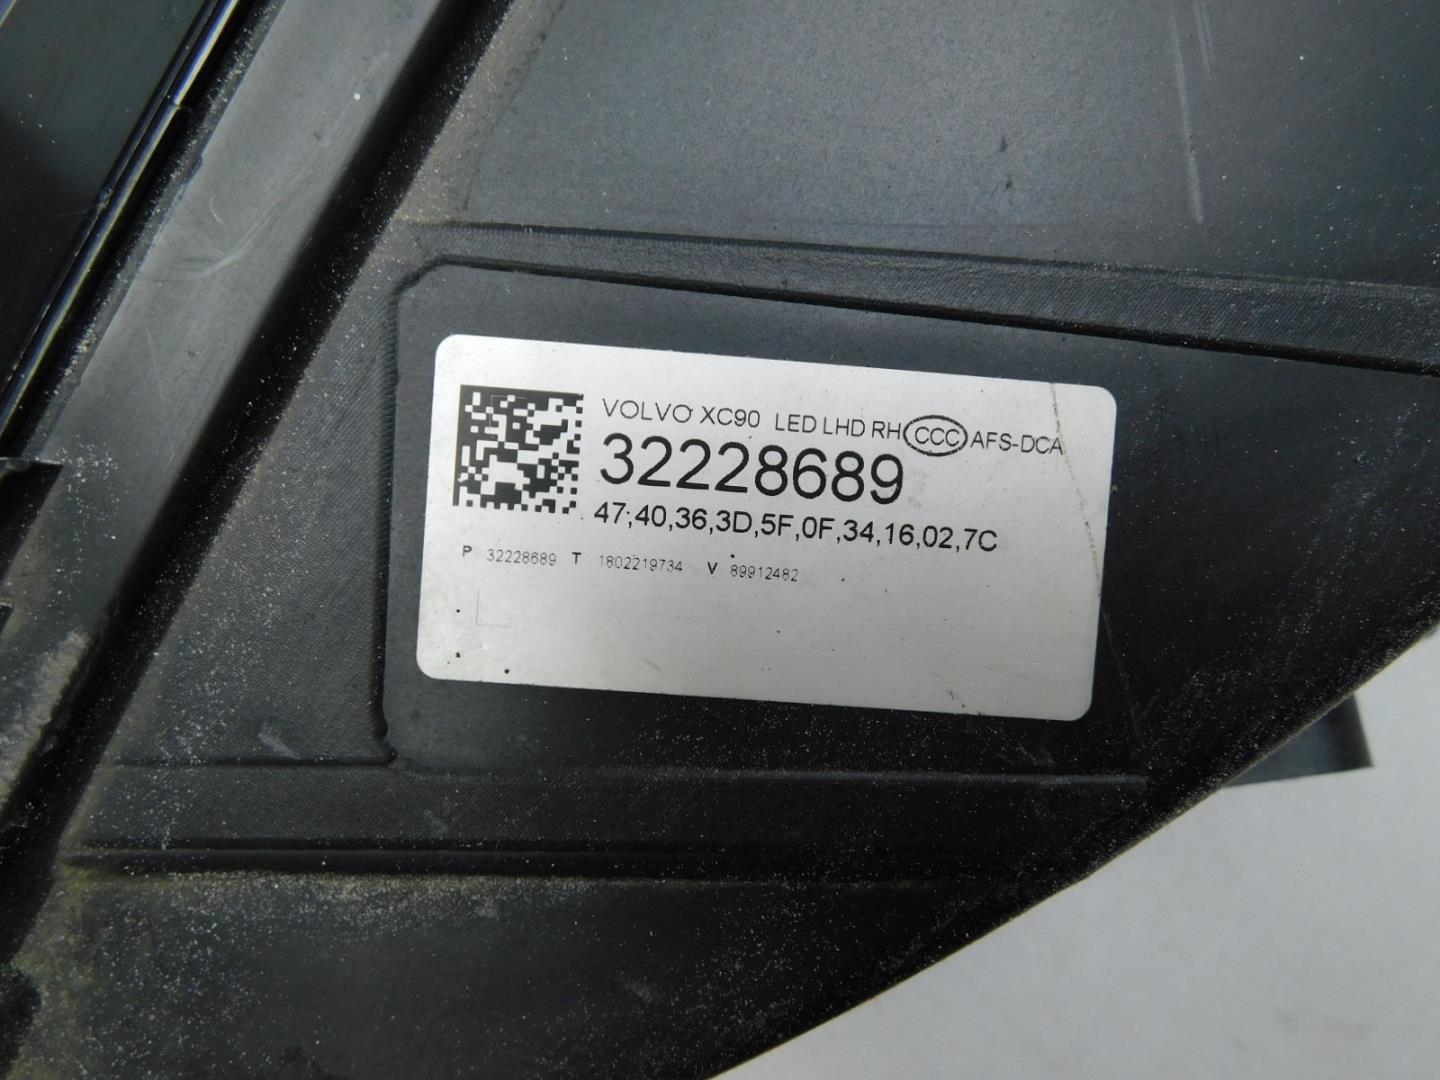 VOLVO XC90 LED LHD RH CCC AFS-DCA
32228689
47,40,36,3D,5F,0F,34,16,02,7C
P 32228689 T 1802219734 V 89912482